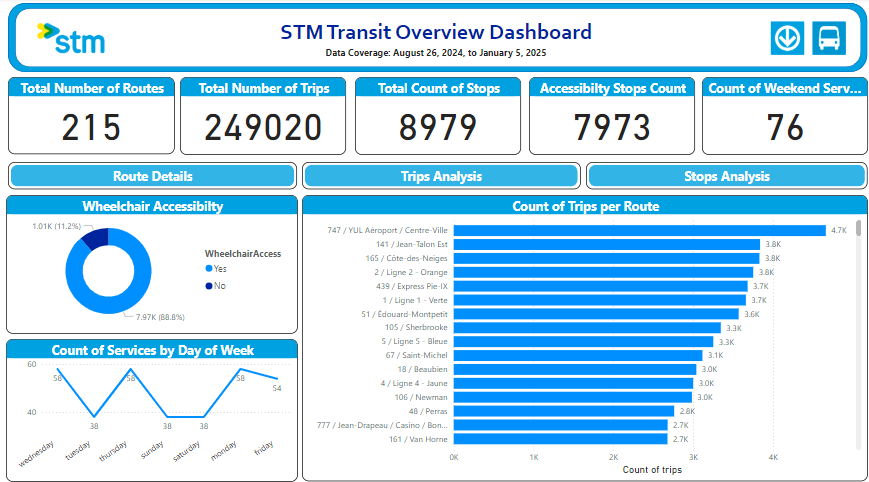 stm
STM Transit Overview Dashboard
Data Coverage: August 26, 2024, to January 5, 2025
Total Number of Routes
215
Total Number of Trips
249020
Total Count of Stops
8979
Accessibilty Stops Count
7973
Count of Weekend Serv...
76
Route Details
Trips Analysis
Stops Analysis
Wheelchair Accessibilty
1.01K (11.2%)
7.97K (88.8%)
WheelchairAccess
Yes
No
Count of Services by Day of Week
60
40
58
38
58
38
38
58
54
wednesday
tuesday
thursday
sunday
saturday
monday
friday
Count of Trips per Route
747 / YUL Aéroport / Centre-Ville 4.7K
141 / Jean-Talon Est 3.8K
165 / Côte-des-Neiges 3.8K
2 / Ligne 2 - Orange 3.8K
439 / Express Pie-IX 3.7K
1 / Ligne 1 - Verte 3.7K
51 / Édouard-Montpetit 3.6K
105 / Sherbrooke 3.3K
5 / Ligne 5 - Bleue 3.3K
67 / Saint-Michel 3.1K
18 / Beaubien 3.0K
4 / Ligne 4 - Jaune 3.0K
106 / Newman 3.0K
48 / Perras 2.8K
777 / Jean-Drapeau / Casino / Bon... 2.7K
161 / Van Horne 2.7K
0K 1K 2K 3K 4K
Count of trips